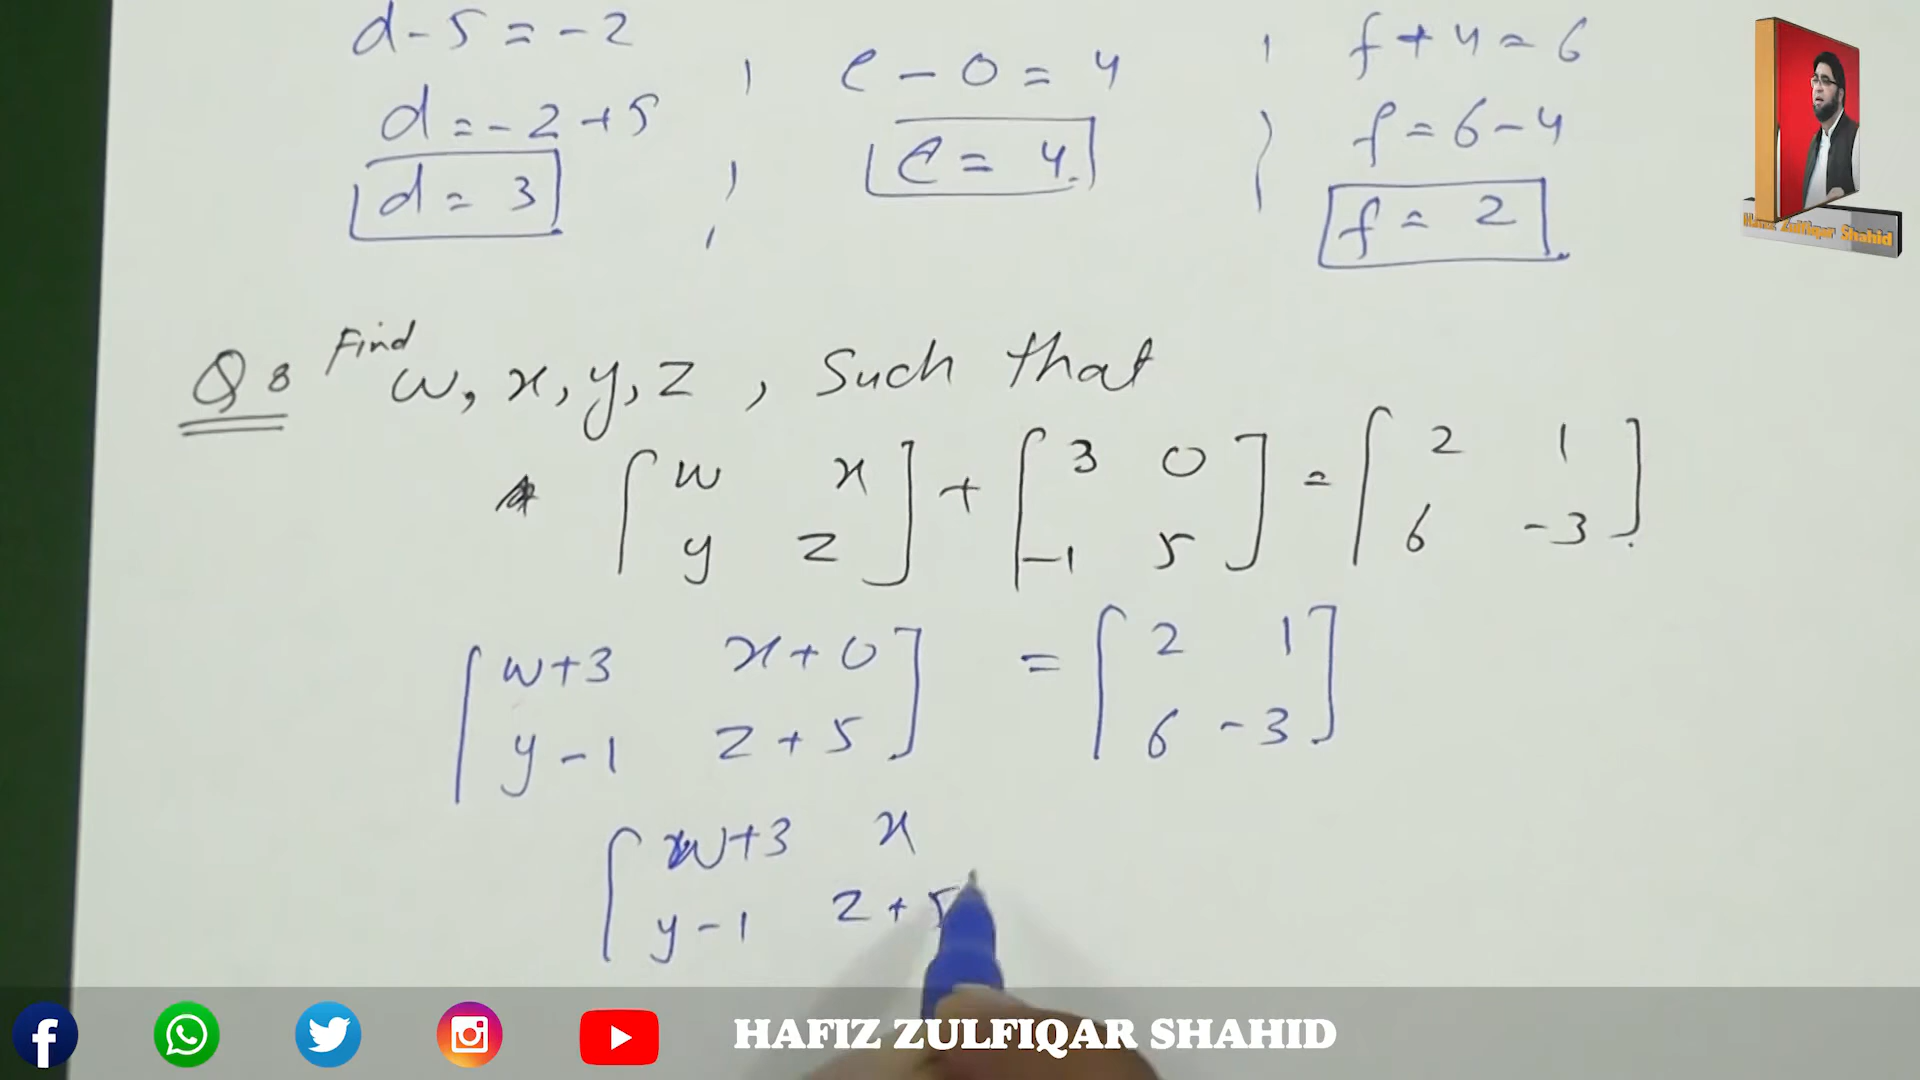 d-5=-2 , e-0=4 , f+4=6
d=-2+5 , e=4. , f=6-4
d=3 , f=2.
Q8 Find w, x, y, z, Such that
[w x] + [3 0] = [2 1]
[y z] [-1 5] [6 -3].
[w+3 x+0] = [2 1]
[y-1 z+5] [6 -3]
[w+3 x
[y-1 z+5
Hafiz Zulfiqar Shahid
HAFIZ ZULFIQAR SHAHID